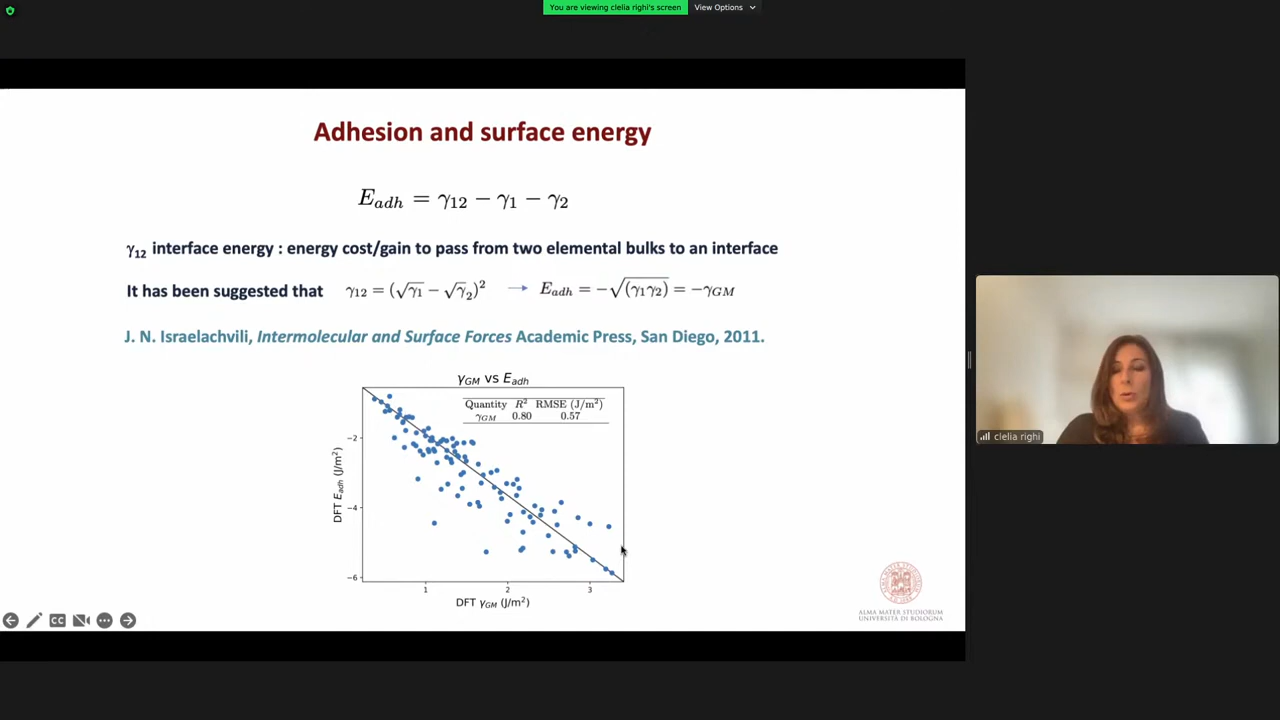 You are viewing clelia righi's screen
View Options
Adhesion and surface energy
E_adh = γ12 − γ1 − γ2
γ12 interface energy : energy cost/gain to pass from two elemental bulks to an interface
It has been suggested that γ12 = (√γ1 − √γ2)² → E_adh = −√(γ1γ2) = −γGM
J. N. Israelachvili, Intermolecular and Surface Forces Academic Press, San Diego, 2011.
γGM vs E_adh
Quantity R² RMSE (J/m²)
γGM 0.80 0.57
−2
−4
−6
DFT E_adh (J/m²)
1 2 3
DFT γGM (J/m²)
ALMA MATER STUDIORUM
UNIVERSITÀ DI BOLOGNA
CC
clelia righi